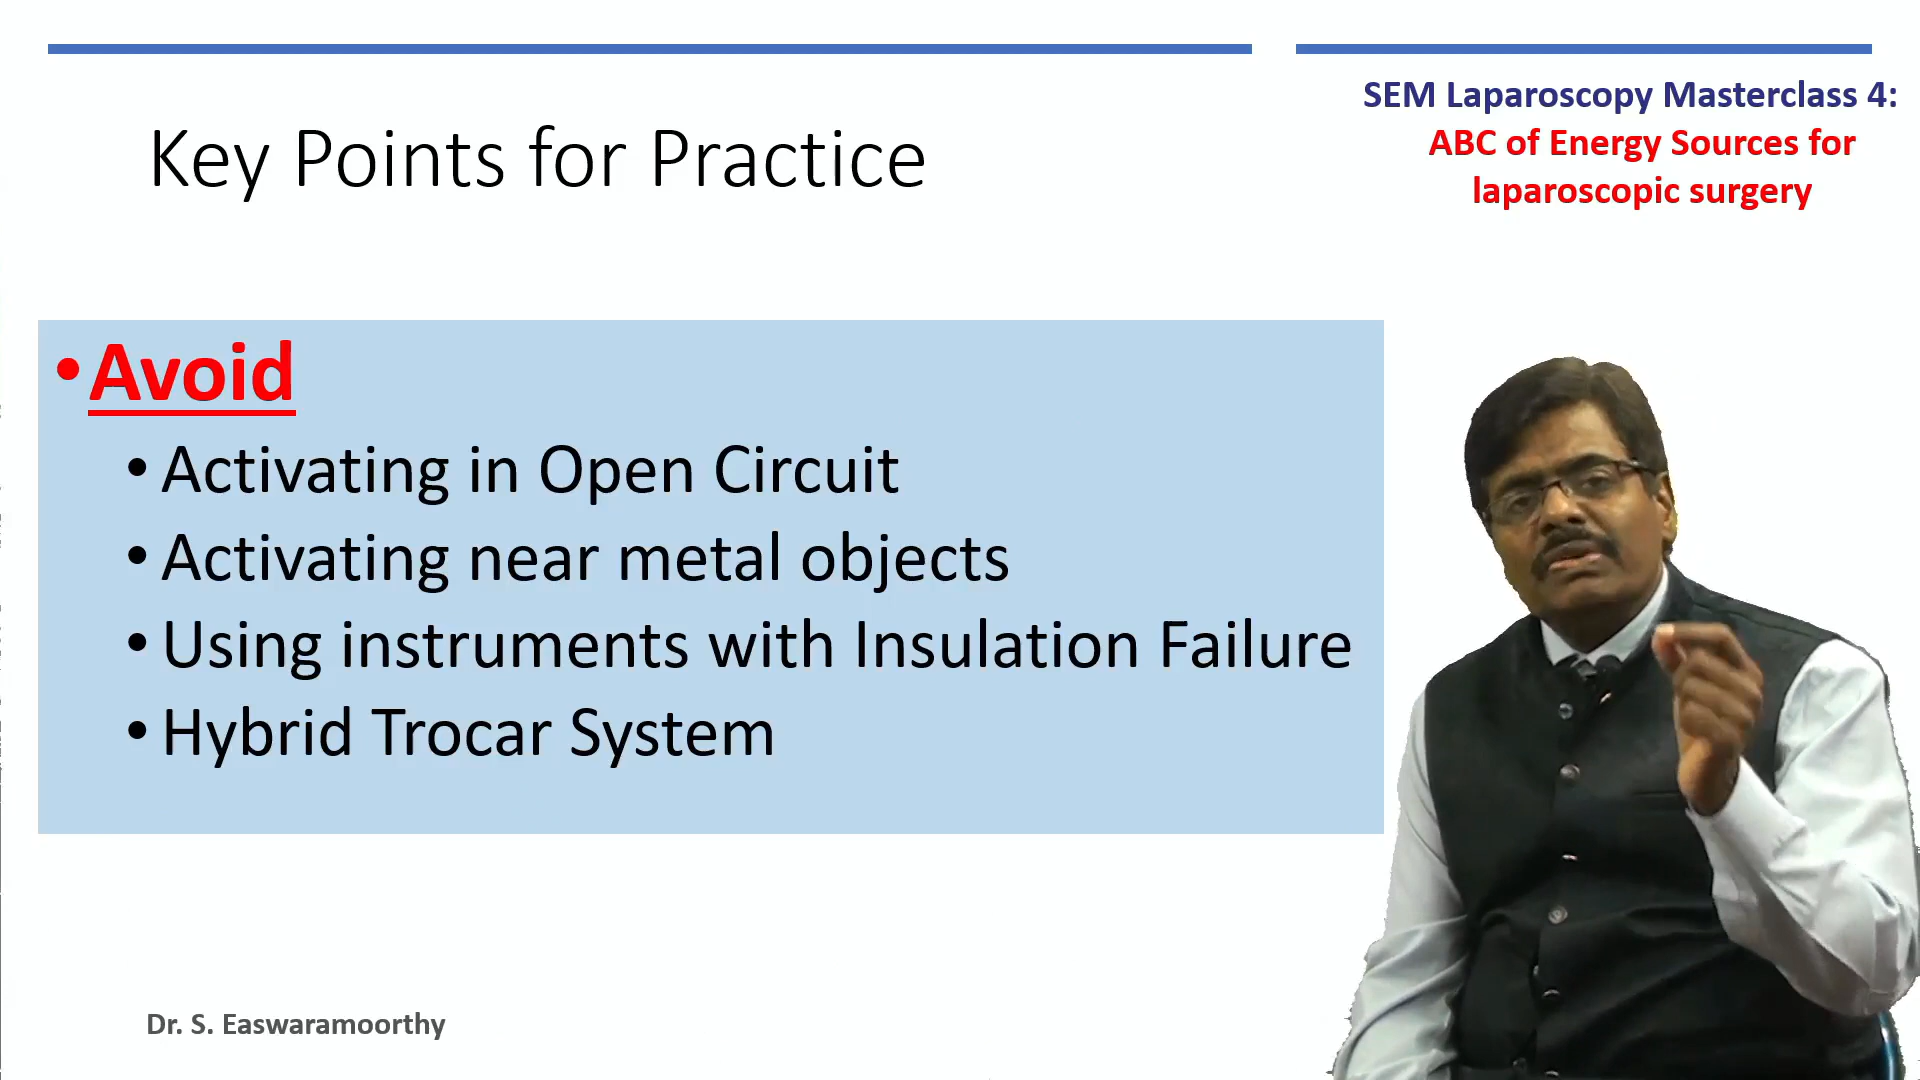 SEM Laparoscopy Masterclass 4:
ABC of Energy Sources for
laparoscopic surgery
Key Points for Practice
•Avoid
• Activating in Open Circuit
• Activating near metal objects
• Using instruments with Insulation Failure
• Hybrid Trocar System
Dr. S. Easwaramoorthy